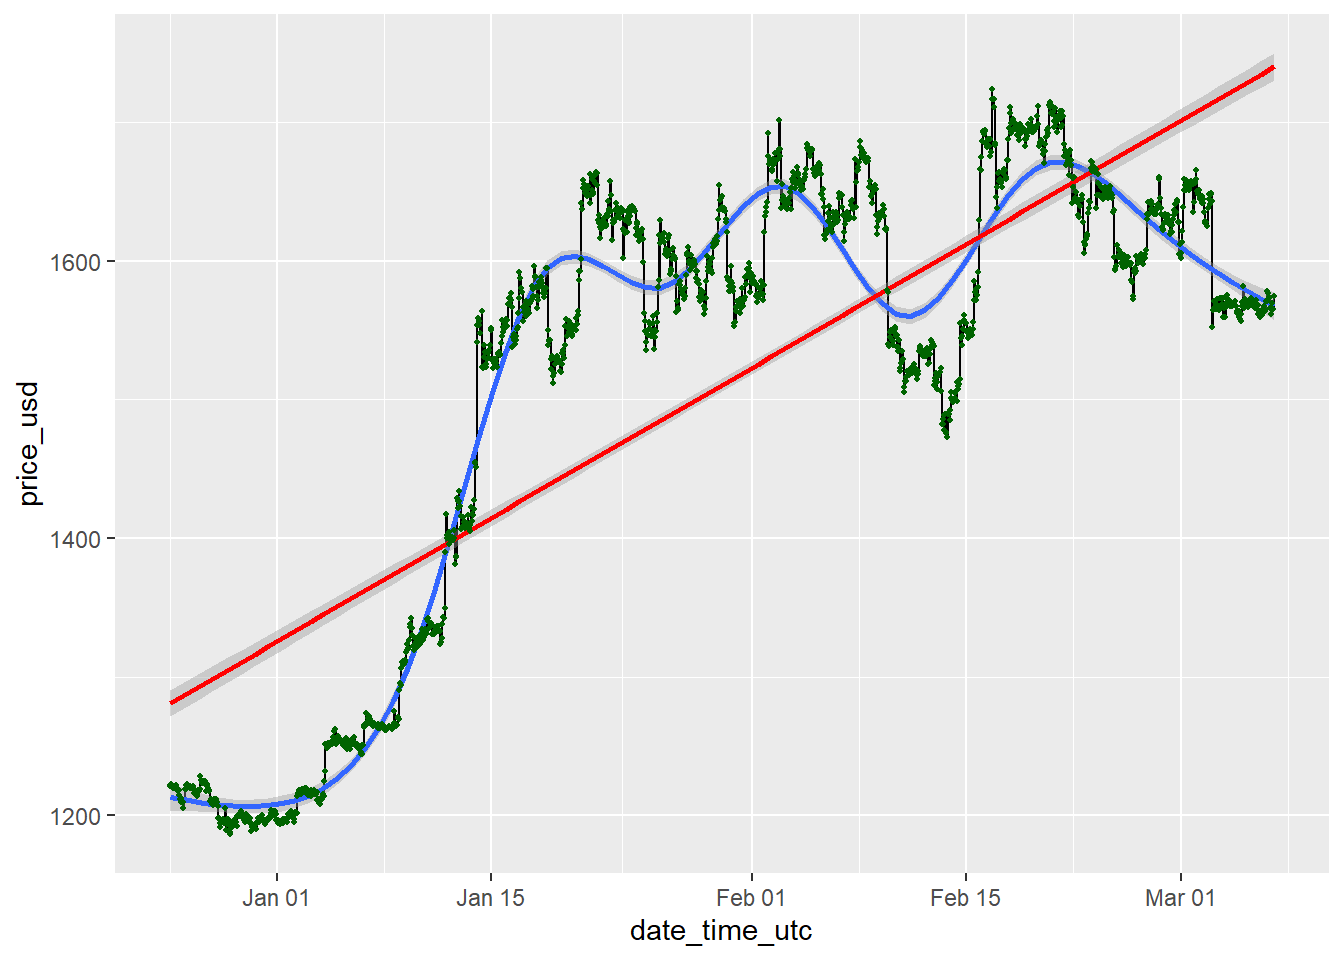 price_usd
1600
1400
1200
Jan 01
Jan 15
Feb 01
Feb 15
Mar 01
date_time_utc